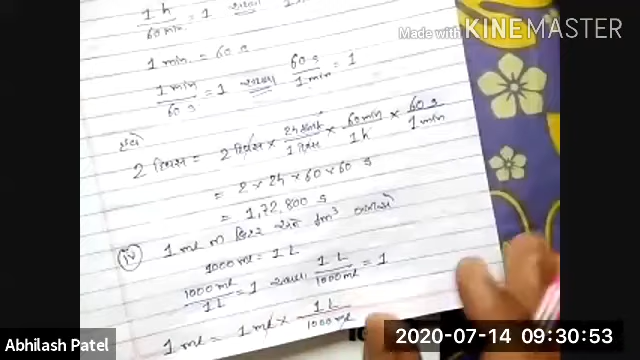 1 h / 60 min = 1 અથવા
1 min = 60 s
1 min / 60 s = 1 અથવા 60 s / 1 min = 1
હવે
2 દિવસ = 2 દિવસ × 24 કલાક / 1 દિવસ × 60 min / 1 h × 60 s / 1 min
= 2 × 24 × 60 × 60 s
= 1,72,800 s
(iv) 1 ml ને લિટર અને dm³
1000 ml = 1 L
1000 ml / 1 L = 1 અથવા 1 L / 1000 ml = 1
1 ml = 1 ml × 1 L / 1000 ml
Made with KINEMASTER
Abhilash Patel
2020-07-14 09:30:53